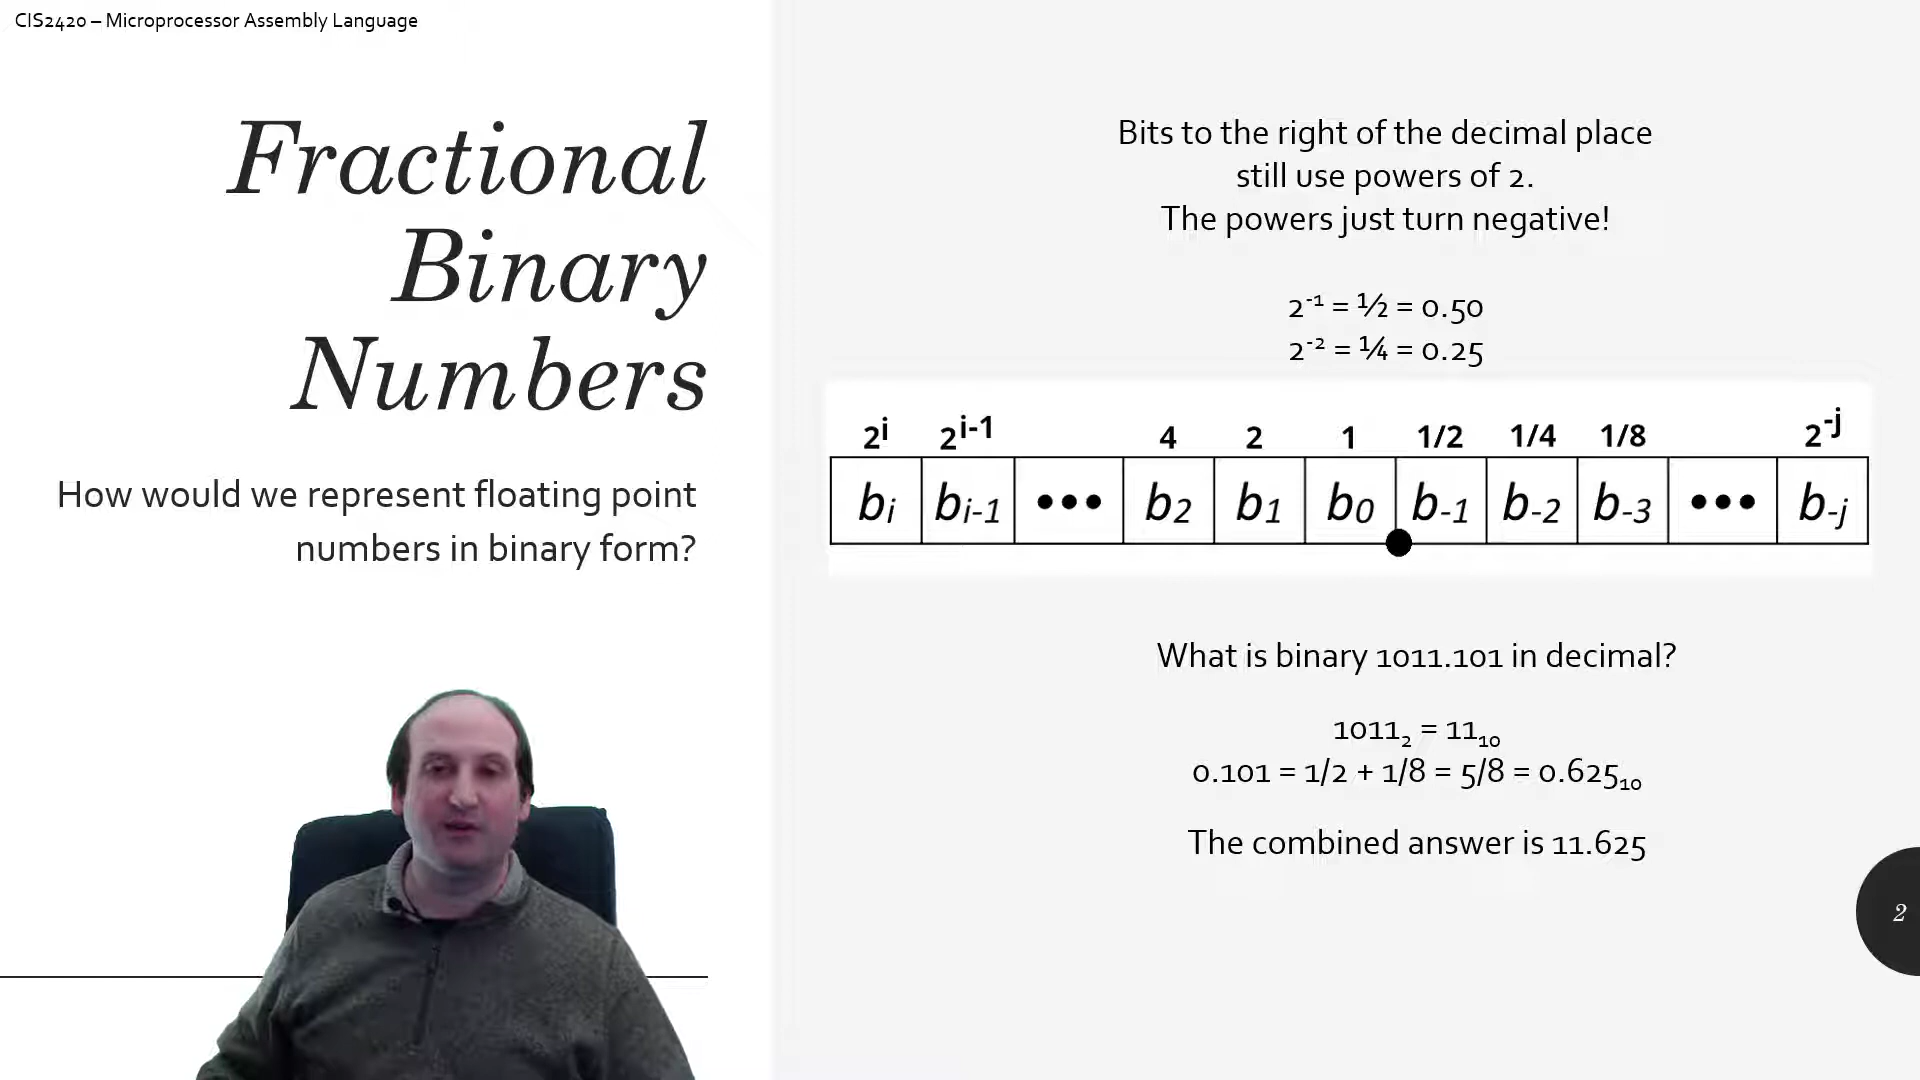 CIS2420 – Microprocessor Assembly Language
Fractional
Binary
Numbers
How would we represent floating point
numbers in binary form?
Bits to the right of the decimal place
still use powers of 2.
The powers just turn negative!
2⁻¹ = ½ = 0.50
2⁻² = ¼ = 0.25
2ⁱ 2ⁱ⁻¹ 4 2 1 1/2 1/4 1/8 2⁻ʲ
bᵢ bᵢ₋₁ ••• b₂ b₁ b₀ b₋₁ b₋₂ b₋₃ ••• b₋ⱼ
What is binary 1011.101 in decimal?
1011₂ = 11₁₀
0.101 = 1/2 + 1/8 = 5/8 = 0.625₁₀
The combined answer is 11.625
2